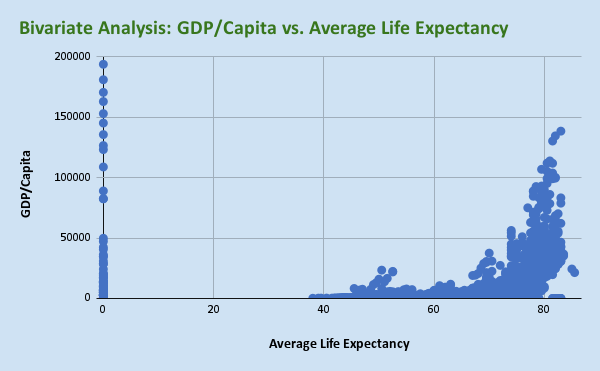 Bivariate Analysis: GDP/Capita vs. Average Life Expectancy
200000
150000
100000
50000
0
GDP/Capita
0 20 40 60 80
Average Life Expectancy